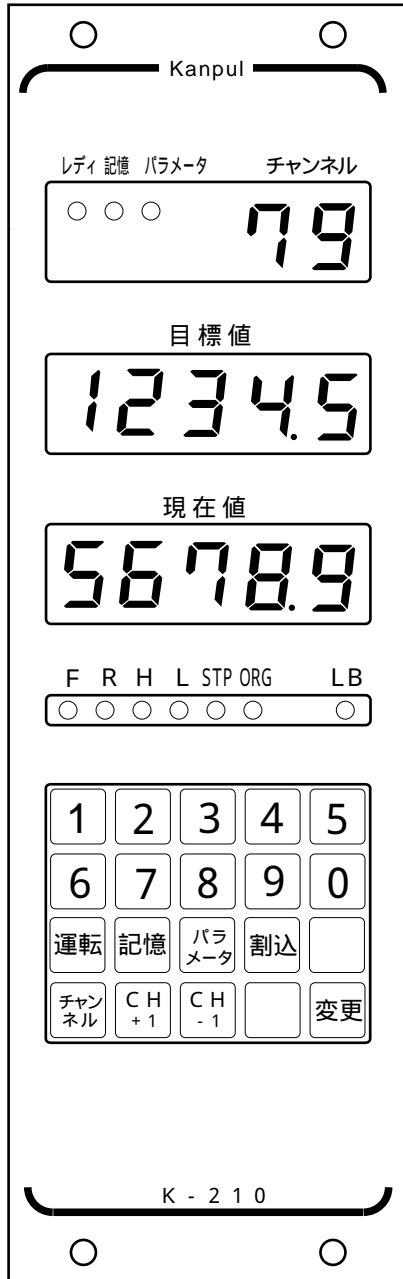 Kanpul
レディ 記憶 パラメータ チャンネル
79
目標値
1234.5
現在値
5678.9
F R H L STP ORG LB
1 2 3 4 5
6 7 8 9 0
運転 記憶 パラメータ 割込
チャンネル CH+1 CH-1 変更
K-210